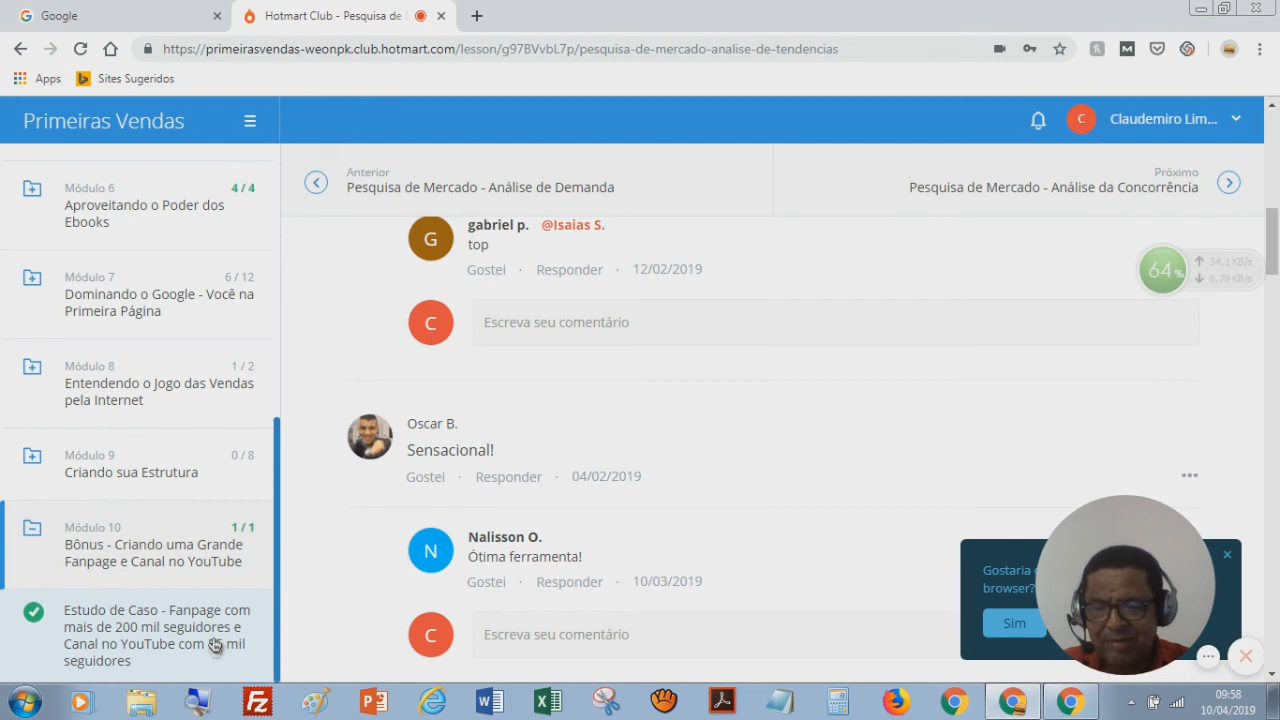 Google
Hotmart Club - Pesquisa de
https://primeirasvendas-weonpk.club.hotmart.com/lesson/g97BVvbL7p/pesquisa-de-mercado-analise-de-tendencias
Apps
Sites Sugeridos
Primeiras Vendas
C
Claudemiro Lim...
Módulo 6
4 / 4
Aproveitando o Poder dos
Ebooks
Módulo 7
6 / 12
Dominando o Google - Você na
Primeira Página
Módulo 8
1 / 2
Entendendo o Jogo das Vendas
pela Internet
Módulo 9
0 / 8
Criando sua Estrutura
Módulo 10
1 / 1
Bônus - Criando uma Grande
Fanpage e Canal no YouTube
Estudo de Caso - Fanpage com
mais de 200 mil seguidores e
Canal no YouTube com mil
seguidores
Anterior
Pesquisa de Mercado - Análise de Demanda
Próximo
Pesquisa de Mercado - Análise da Concorrência
G
gabriel p. @Isaias S.
top
Gostei · Responder · 12/02/2019
C
Escreva seu comentário
64%
34,1 KB/s
6,79 KB/s
Oscar B.
Sensacional!
Gostei · Responder · 04/02/2019
N
Nalisson O.
Ótima ferramenta!
Gostei · Responder · 10/03/2019
C
Escreva seu comentário
Gostaria
browser?
Sim
09:58
10/04/2019